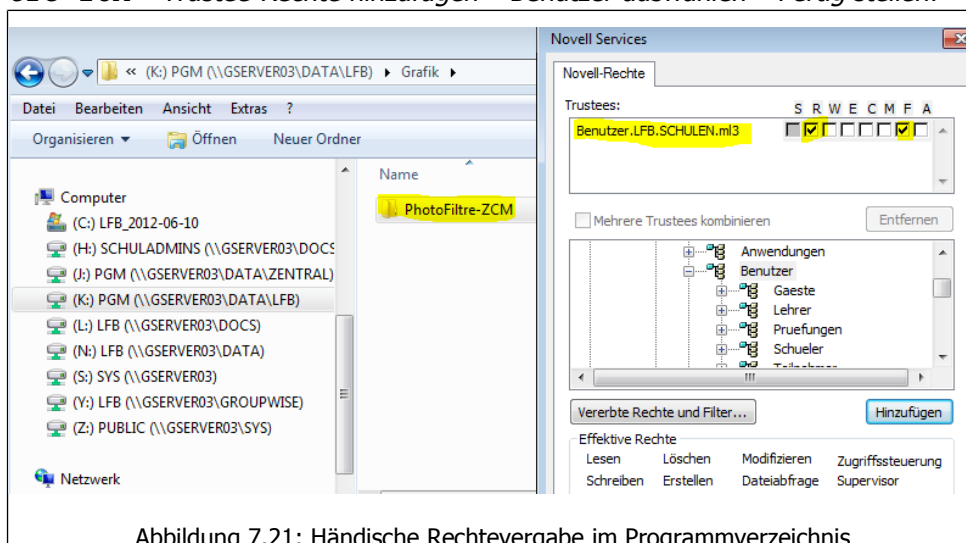 Novell Services
« (K:) PGM (\\GSERVER03\DATA\LFB) ▸ Grafik ▸
Datei Bearbeiten Ansicht Extras ?
Organisieren Öffnen Neuer Ordner
Name
Computer
(C:) LFB_2012-06-10
(H:) SCHULADMINS (\\GSERVER03\DOCS
(J:) PGM (\\GSERVER03\DATA\ZENTRAL)
(K:) PGM (\\GSERVER03\DATA\LFB)
(L:) LFB (\\GSERVER03\DOCS)
(N:) LFB (\\GSERVER03\DATA)
(S:) SYS (\\GSERVER03)
(Y:) LFB (\\GSERVER03\GROUPWISE)
(Z:) PUBLIC (\\GSERVER03\SYS)
Netzwerk
PhotoFiltre-ZCM
Novell-Rechte
Trustees: S R W E C M F A
Benutzer.LFB.SCHULEN.ml3
Mehrere Trustees kombinieren Entfernen
Anwendungen
Benutzer
Gaeste
Lehrer
Pruefungen
Schueler
Vererbte Rechte und Filter... Hinzufügen
Effektive Rechte
Lesen Löschen Modifizieren Zugriffssteuerung
Schreiben Erstellen Dateiabfrage Supervisor
Abbildung 7.21: Händische Rechtevergabe im Programmverzeichnis